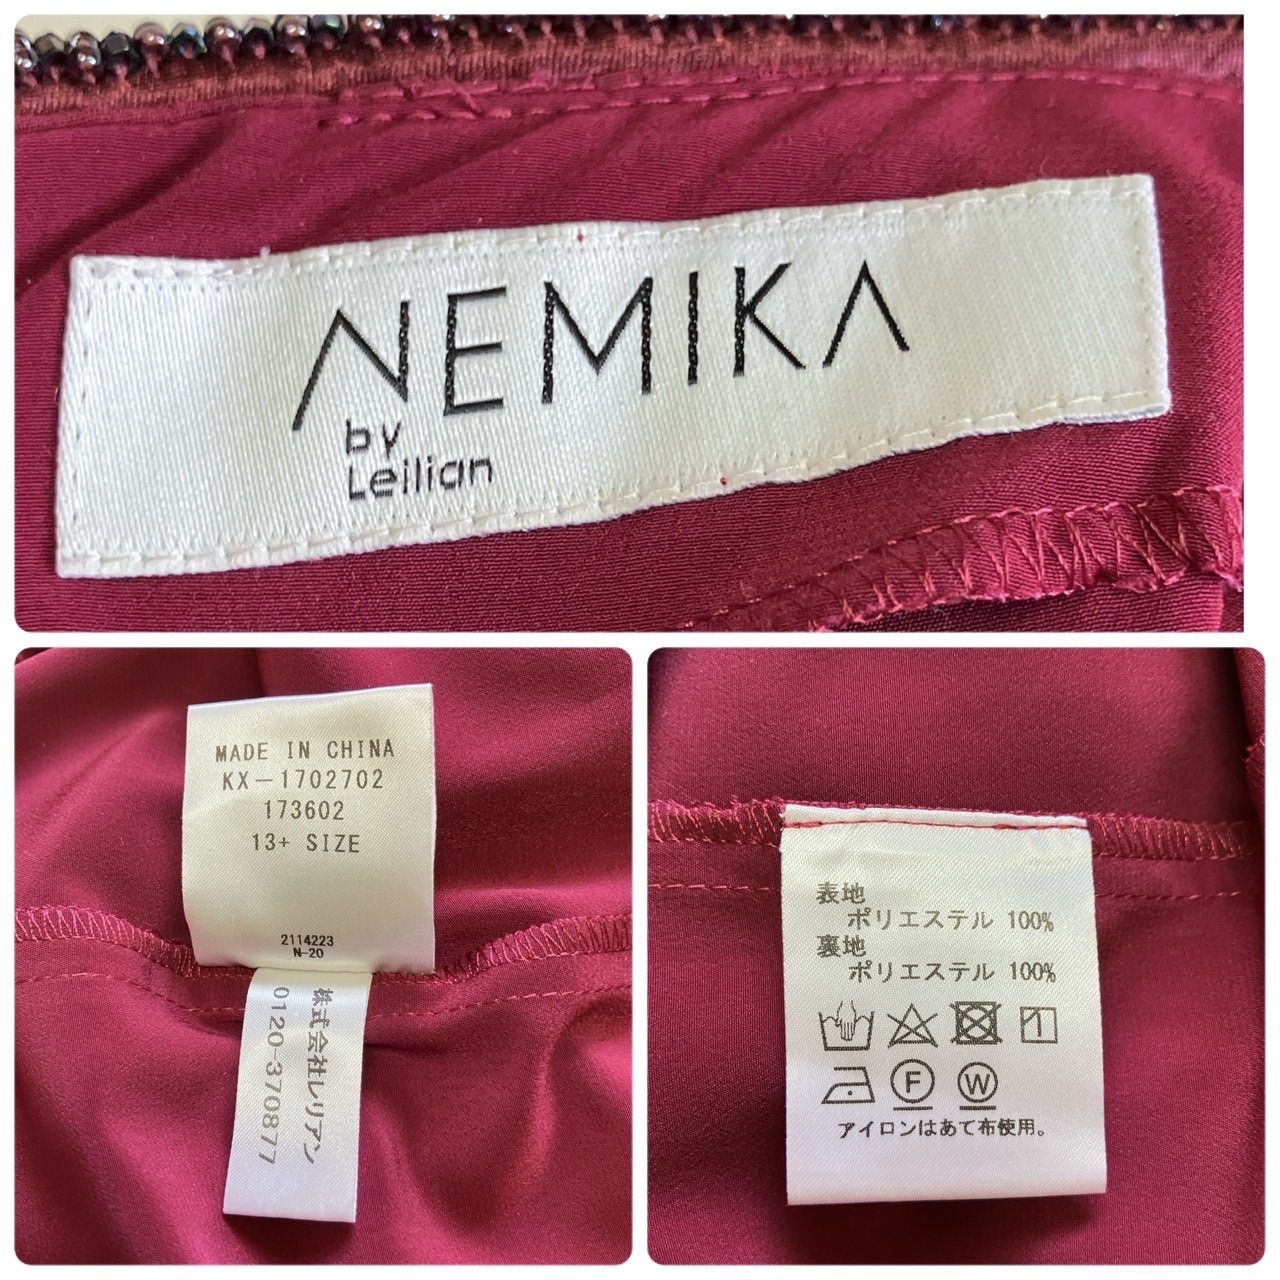 NEMIKA
by
Leilian
MADE IN CHINA
KX-1702702
173602
13+ SIZE
2114223
N-20
株式会社レリアン
0120-370877
表地
ポリエステル 100%
裏地
ポリエステル 100%
F
W
アイロンはあて布使用。